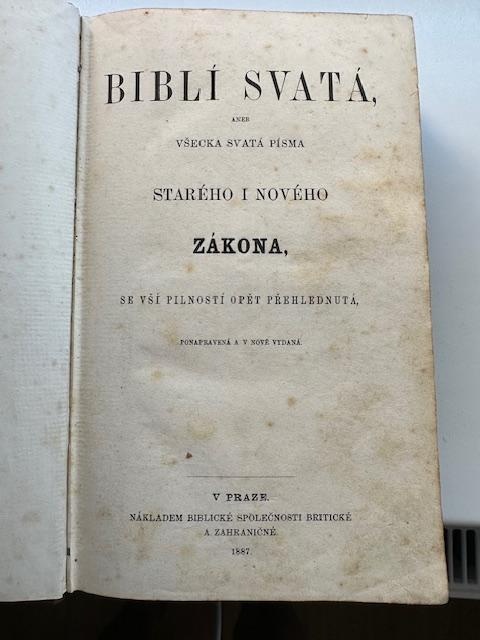 BIBLÍ SVATÁ,
ANEB
VŠECKA SVATÁ PÍSMA
STARÉHO I NOVÉHO
ZÁKONA,
SE VŠÍ PILNOSTÍ OPĚT PŘEHLEDNUTÁ,
PONAPRAVENÁ A V NOVĚ VYDANÁ.
V PRAZE.
NÁKLADEM BIBLICKÉ SPOLEČNOSTI BRITICKÉ
A ZAHRANIČNÉ.
1887.